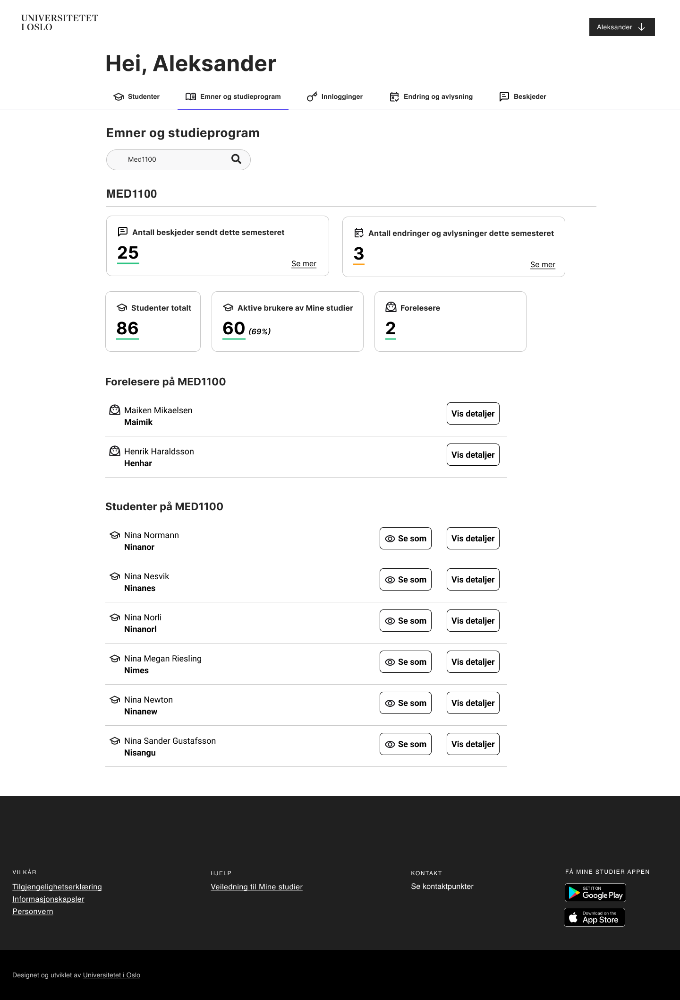 UNIVERSITETET
I OSLO
Aleksander
Hei, Aleksander
Studenter
Emner og studieprogram
Innlogginger
Endring og avlysning
Beskjeder
Emner og studieprogram
Med1100
MED1100
Antall beskjeder sendt dette semesteret
25
Se mer
Antall endringer og avlysninger dette semesteret
3
Se mer
Studenter totalt
86
Aktive brukere av Mine studier
60 (69%)
Forelesere
2
Forelesere på MED1100
Maiken Mikaelsen
Maimik
Vis detaljer
Henrik Haraldsson
Henhar
Vis detaljer
Studenter på MED1100
Nina Normann
Ninanor
Se som
Vis detaljer
Nina Nesvik
Ninanes
Se som
Vis detaljer
Nina Norli
Ninanorl
Se som
Vis detaljer
Nina Megan Riesling
Nimes
Se som
Vis detaljer
Nina Newton
Ninanew
Se som
Vis detaljer
Nina Sander Gustafsson
Nisangu
Se som
Vis detaljer
VILKÅR
Tilgjengelighetserklæring
Informasjonskapsler
Personvern
HJELP
Veiledning til Mine studier
KONTAKT
Se kontaktpunkter
FÅ MINE STUDIER APPEN
GET IT ON
Google Play
Download on the
App Store
Designet og utviklet av Universitetet i Oslo